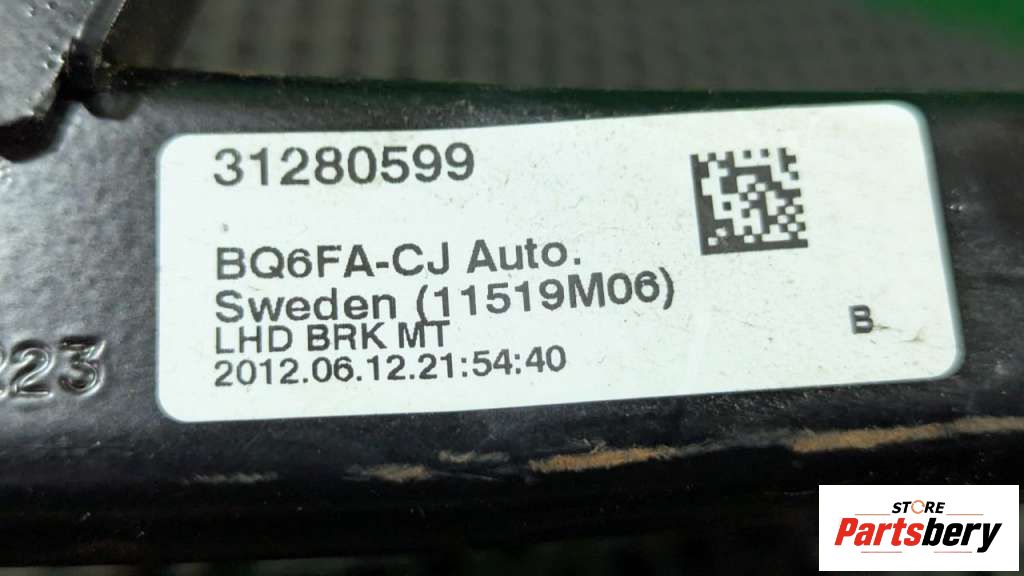 31280599
BQ6FA-CJ Auto.
Sweden (11519M06)
LHD BRK MT
2012.06.12.21:54:40
B
223
STORE
Partsbery